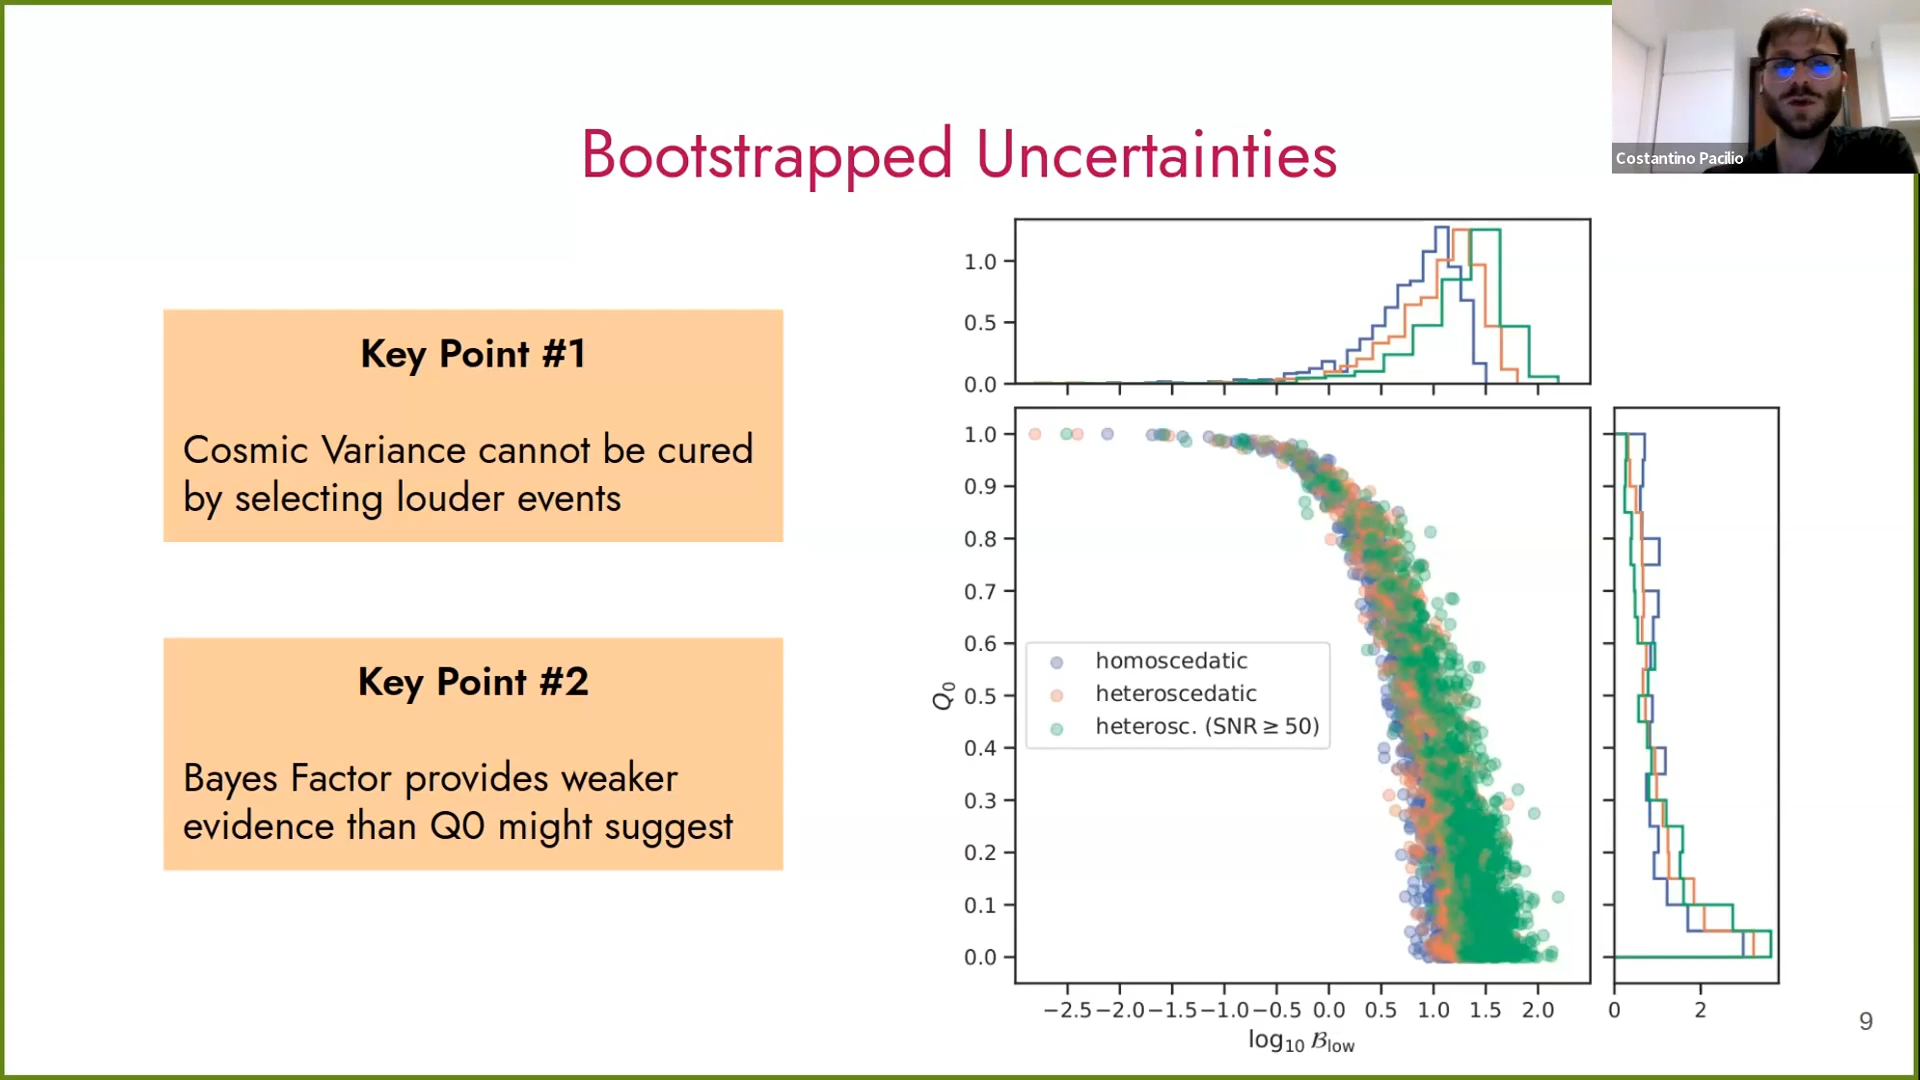 Costantino Pacilio
Bootstrapped Uncertainties
Key Point #1
Cosmic Variance cannot be cured
by selecting louder events
Key Point #2
Bayes Factor provides weaker
evidence than Q0 might suggest
1.0
0.5
0.0
1.0
0.9
0.8
0.7
0.6
0.5
0.4
0.3
0.2
0.1
0.0
Q₀
homoscedatic
heteroscedatic
heterosc. (SNR ≥ 50)
−2.5 −2.0 −1.5 −1.0 −0.5 0.0 0.5 1.0 1.5 2.0
log₁₀ ℬlow
0 2
9